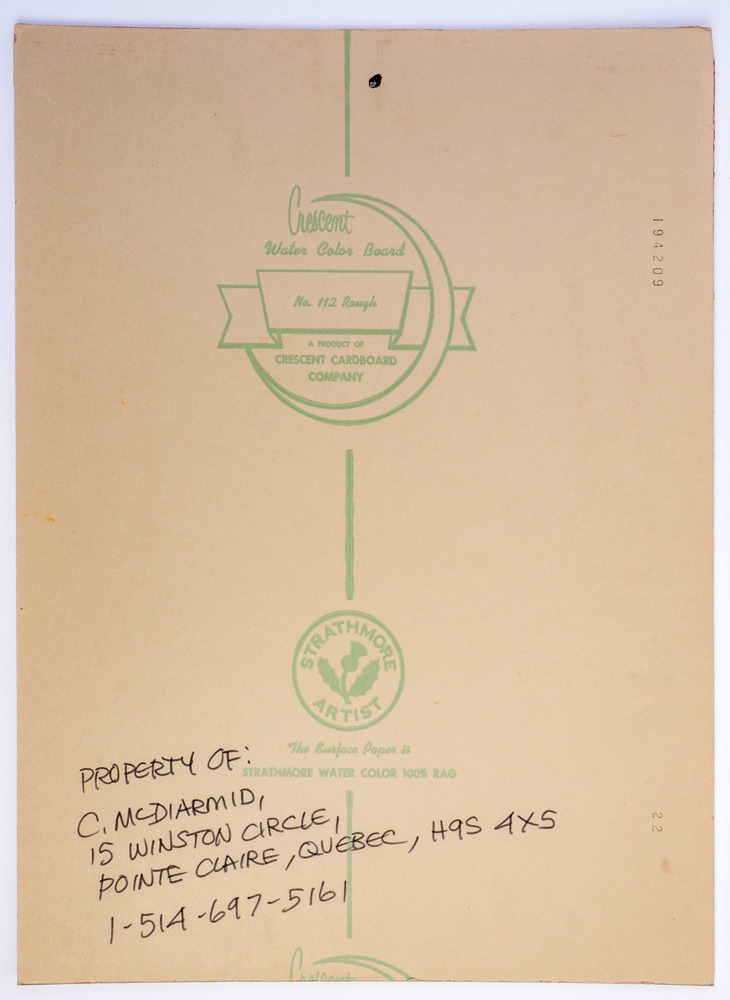 Crescent
Water Color Board
No. 112 Rough
A PRODUCT OF
CRESCENT CARDBOARD
COMPANY
194209
STRATHMORE
ARTIST
The Surface Paper is
STRATHMORE WATER COLOR 100% RAG
PROPERTY OF:
C. McDIARMID,
15 WINSTON CIRCLE,
POINTE CLAIRE, QUEBEC, H9S 4X5
1-514-697-5161
22
Crescent